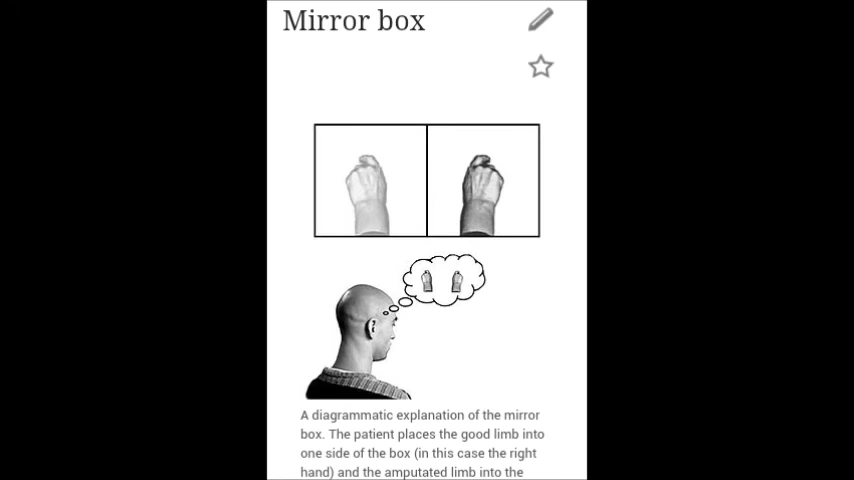 Mirror box
A diagrammatic explanation of the mirror
box. The patient places the good limb into
one side of the box (in this case the right
hand) and the amputated limb into the